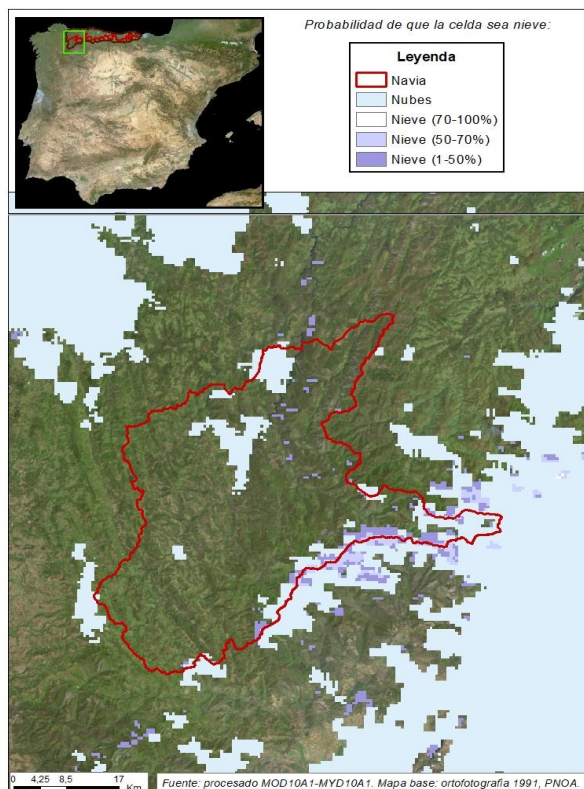 Probabilidad de que la celda sea nieve:
Leyenda
Navia
Nubes
Nieve (70-100%)
Nieve (50-70%)
Nieve (1-50%)
0 4,25 8,5 17
Km
Fuente: procesado MOD10A1-MYD10A1. Mapa base: ortofotografia 1991, PNOA.